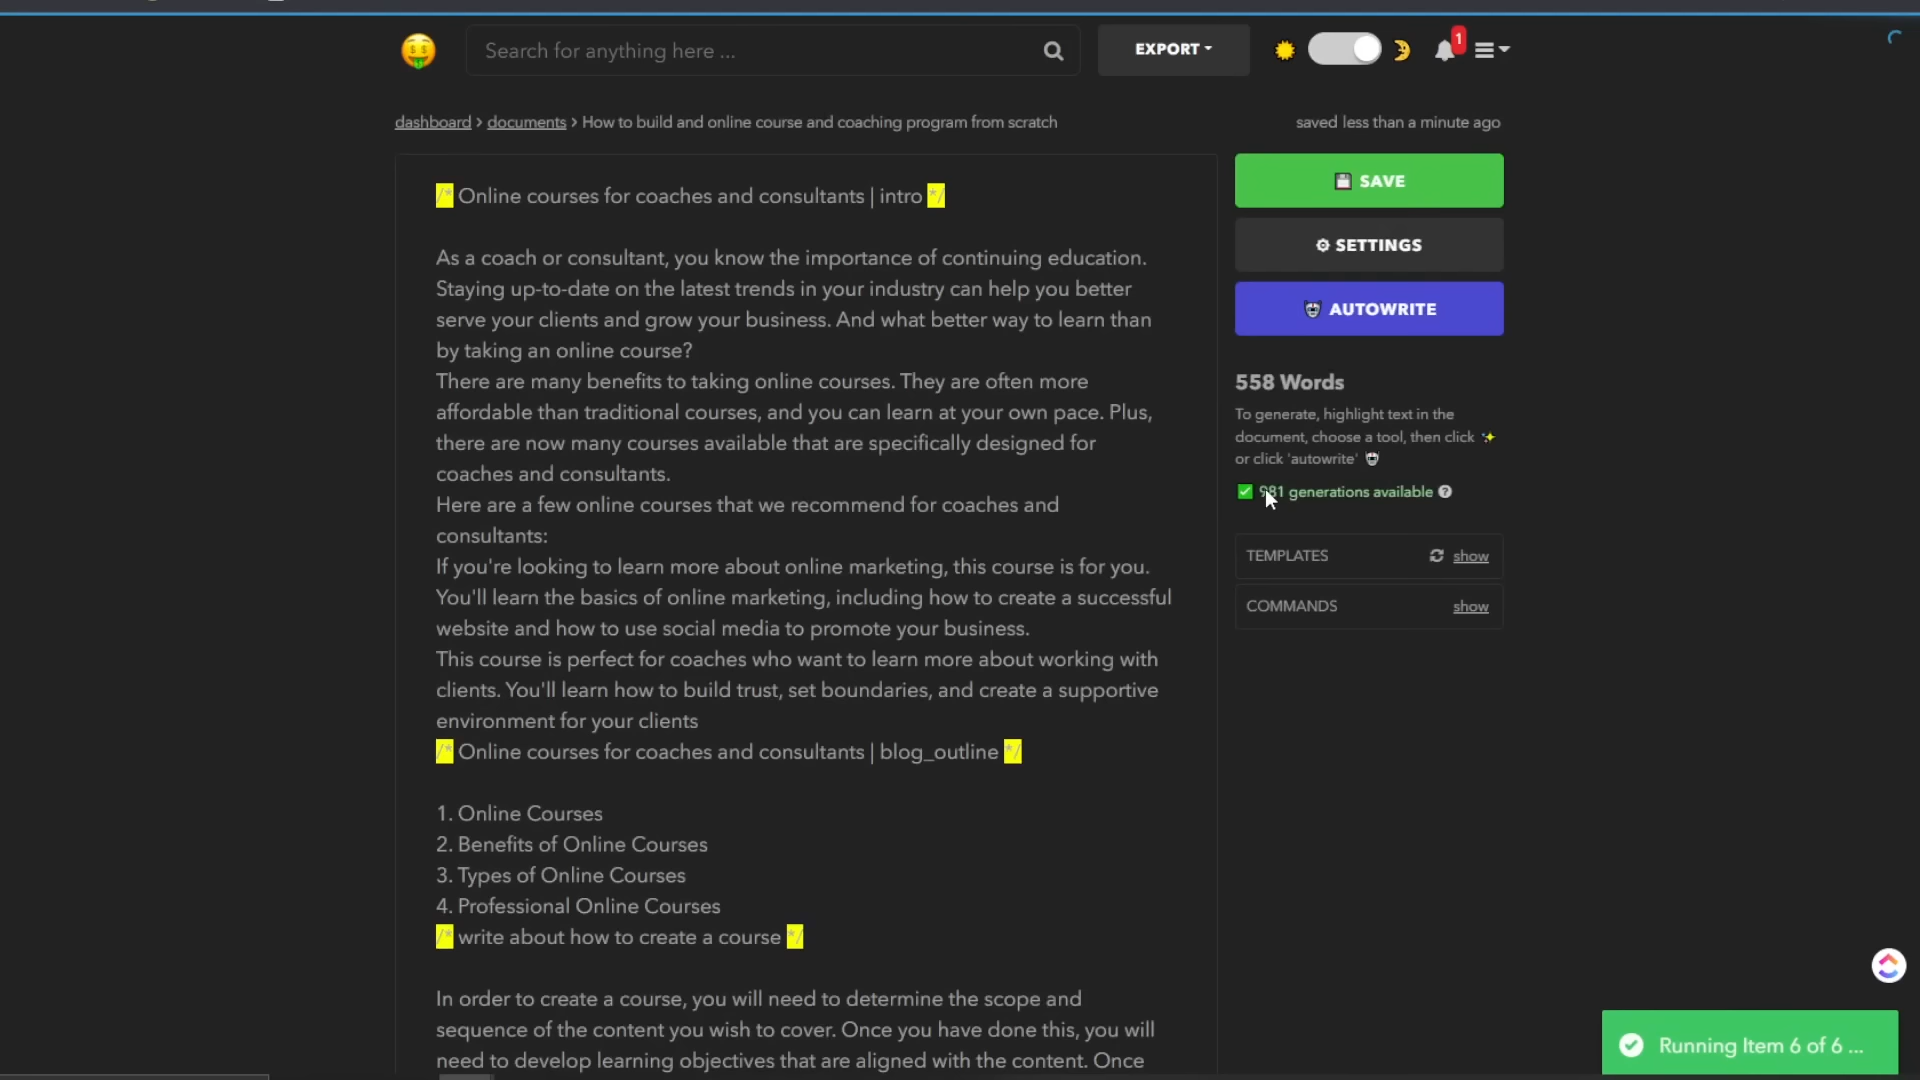 Search for anything here ...
EXPORT
1
dashboard > documents > How to build and online course and coaching program from scratch
saved less than a minute ago
/* Online courses for coaches and consultants | intro */
As a coach or consultant, you know the importance of continuing education.
Staying up-to-date on the latest trends in your industry can help you better
serve your clients and grow your business. And what better way to learn than
by taking an online course?
There are many benefits to taking online courses. They are often more
affordable than traditional courses, and you can learn at your own pace. Plus,
there are now many courses available that are specifically designed for
coaches and consultants.
Here are a few online courses that we recommend for coaches and
consultants:
If you're looking to learn more about online marketing, this course is for you.
You'll learn the basics of online marketing, including how to create a successful
website and how to use social media to promote your business.
This course is perfect for coaches who want to learn more about working with
clients. You'll learn how to build trust, set boundaries, and create a supportive
environment for your clients
/* Online courses for coaches and consultants | blog_outline */
1. Online Courses
2. Benefits of Online Courses
3. Types of Online Courses
4. Professional Online Courses
/* write about how to create a course */
In order to create a course, you will need to determine the scope and
sequence of the content you wish to cover. Once you have done this, you will
need to develop learning objectives that are aligned with the content. Once
SAVE
SETTINGS
AUTOWRITE
558 Words
To generate, highlight text in the
document, choose a tool, then click
or click 'autowrite'
981 generations available
TEMPLATES show
COMMANDS show
Running Item 6 of 6 ...